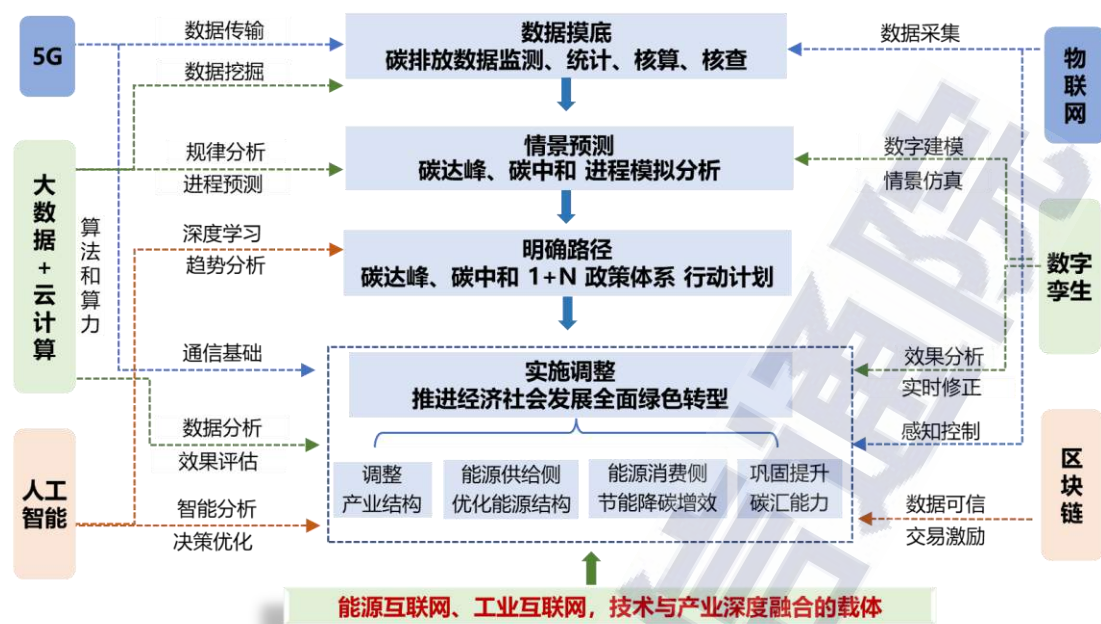 5G
数据传输
数据挖掘
数据摸底
碳排放数据监测、统计、核算、核查
数据采集
物
联
网
大
数
据
+
云
计
算
算
法
和
算
力
规律分析
进程预测
情景预测
碳达峰、碳中和 进程模拟分析
数字建模
情景仿真
深度学习
趋势分析
明确路径
碳达峰、碳中和 1+N 政策体系 行动计划
数字
孪生
通信基础
实施调整
推进经济社会发展全面绿色转型
效果分析
实时修正
数据分析
效果评估
感知控制
人工
智能
智能分析
决策优化
调整
产业结构
能源供给侧
优化能源结构
能源消费侧
节能降碳增效
巩固提升
碳汇能力
数据可信
交易激励
区
块
链
能源互联网、工业互联网，技术与产业深度融合的载体
信通院